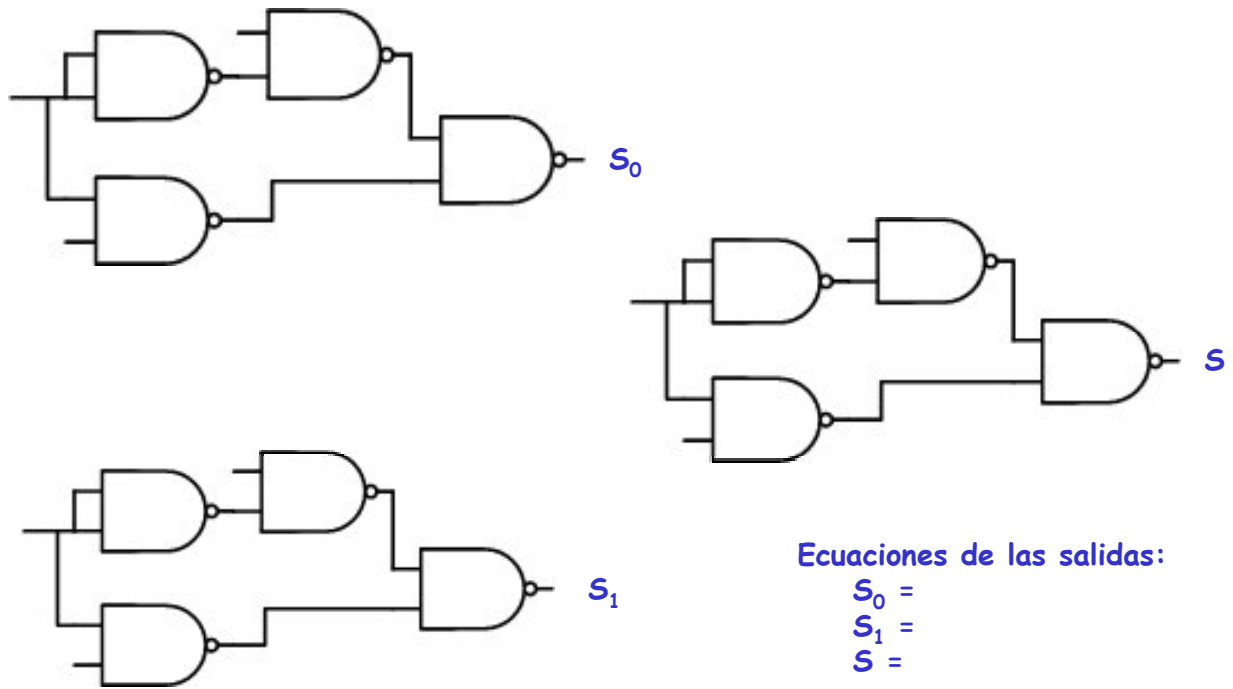 S₀
S
S₁
Ecuaciones de las salidas:
S₀ =
S₁ =
S =